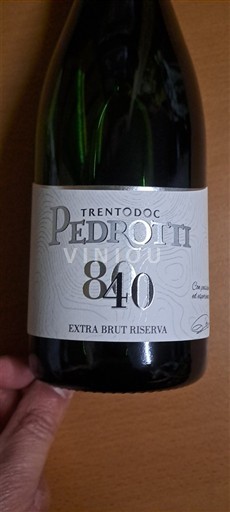 TRENTODOC
PEDROTTI
VINIOU
840
EXTRA BRUT RISERVA